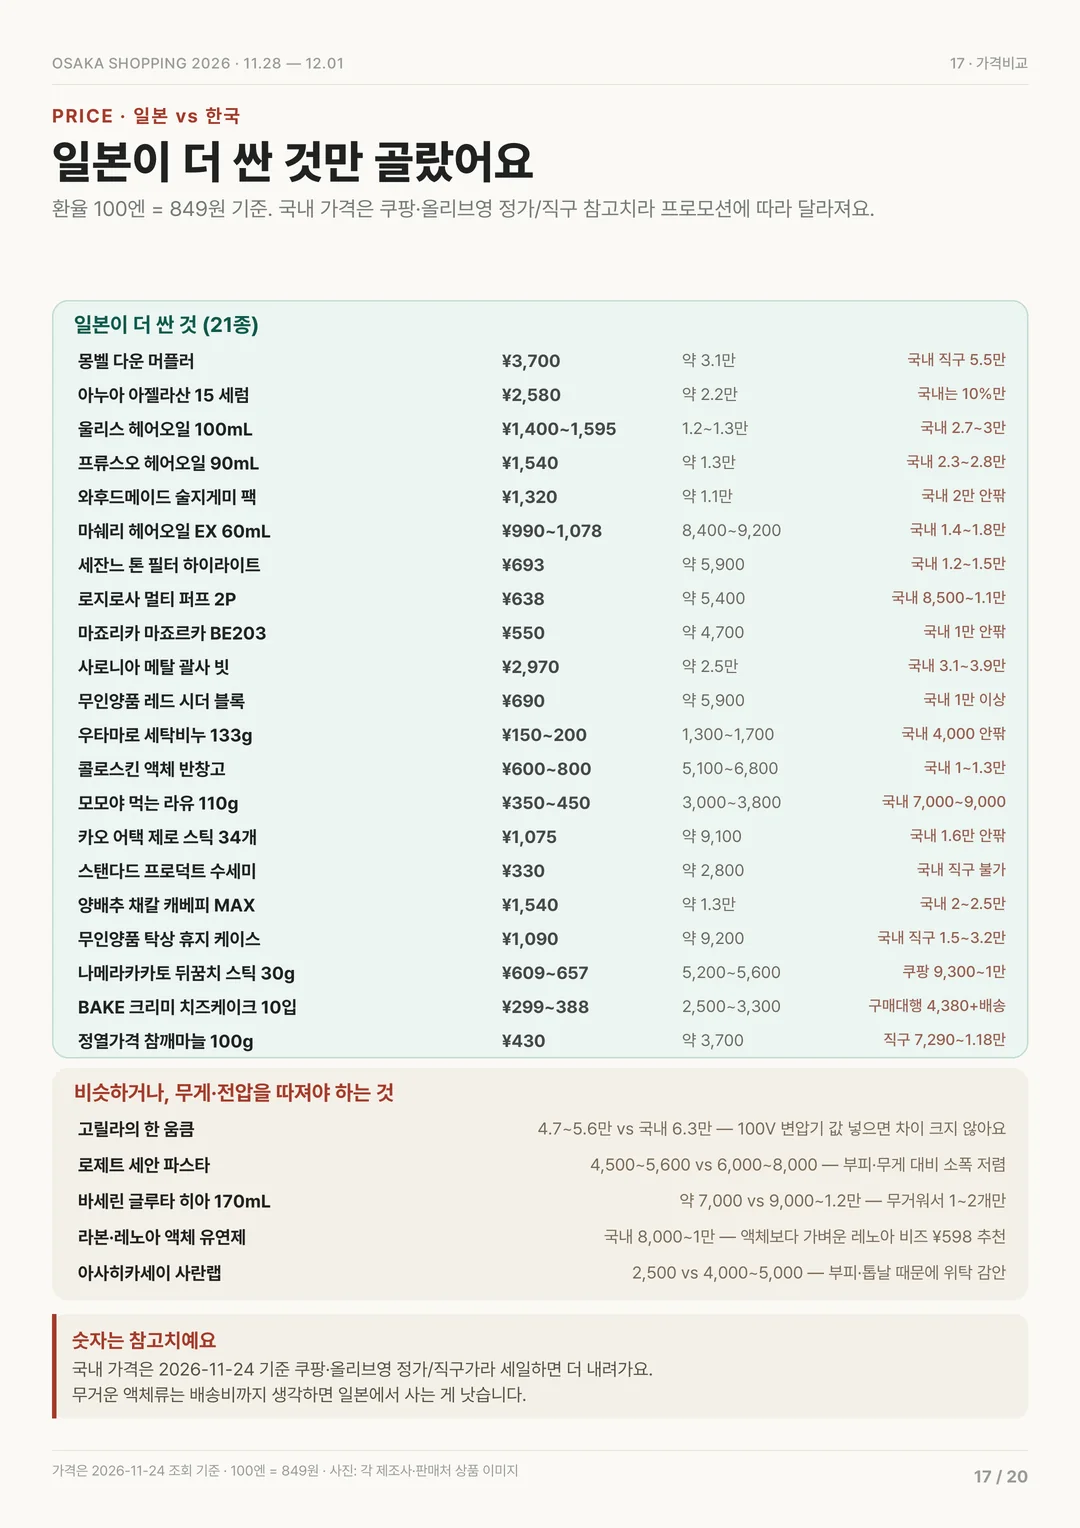 OSAKA SHOPPING 2026 · 11.28 — 12.01
17 · 가격비교
PRICE · 일본 vs 한국
일본이 더 싼 것만 골랐어요
환율 100엔 = 849원 기준. 국내 가격은 쿠팡·올리브영 정가/직구 참고치라 프로모션에 따라 달라져요.
일본이 더 싼 것 (21종)
몽벨 다운 머플러 ¥3,700 약 3.1만 국내 직구 5.5만
아누아 아젤라산 15 세럼 ¥2,580 약 2.2만 국내는 10%만
울리스 헤어오일 100mL ¥1,400~1,595 1.2~1.3만 국내 2.7~3만
프류스오 헤어오일 90mL ¥1,540 약 1.3만 국내 2.3~2.8만
와후드메이드 술지게미 팩 ¥1,320 약 1.1만 국내 2만 안팎
마쉐리 헤어오일 EX 60mL ¥990~1,078 8,400~9,200 국내 1.4~1.8만
세잔느 톤 필터 하이라이트 ¥693 약 5,900 국내 1.2~1.5만
로지로사 멀티 퍼프 2P ¥638 약 5,400 국내 8,500~1.1만
마죠리카 마죠르카 BE203 ¥550 약 4,700 국내 1만 안팎
사로니아 메탈 괄사 빗 ¥2,970 약 2.5만 국내 3.1~3.9만
무인양품 레드 시더 블록 ¥690 약 5,900 국내 1만 이상
우타마로 세탁비누 133g ¥150~200 1,300~1,700 국내 4,000 안팎
콜로스킨 액체 반창고 ¥600~800 5,100~6,800 국내 1~1.3만
모모야 먹는 라유 110g ¥350~450 3,000~3,800 국내 7,000~9,000
카오 어택 제로 스틱 34개 ¥1,075 약 9,100 국내 1.6만 안팎
스탠다드 프로덕트 수세미 ¥330 약 2,800 국내 직구 불가
양배추 채칼 캐베피 MAX ¥1,540 약 1.3만 국내 2~2.5만
무인양품 탁상 휴지 케이스 ¥1,090 약 9,200 국내 직구 1.5~3.2만
나메라카카토 뒤꿈치 스틱 30g ¥609~657 5,200~5,600 쿠팡 9,300~1만
BAKE 크리미 치즈케이크 10입 ¥299~388 2,500~3,300 구매대행 4,380+배송
정열가격 참깨마늘 100g ¥430 약 3,700 직구 7,290~1.18만
비슷하거나, 무게·전압을 따져야 하는 것
고릴라의 한 움큼 4.7~5.6만 vs 국내 6.3만 — 100V 변압기 값 넣으면 차이 크지 않아요
로제트 세안 파스타 4,500~5,600 vs 6,000~8,000 — 부피·무게 대비 소폭 저렴
바세린 글루타 히아 170mL 약 7,000 vs 9,000~1.2만 — 무거워서 1~2개만
라본·레노아 액체 유연제 국내 8,000~1만 — 액체보다 가벼운 레노아 비즈 ¥598 추천
아사히카세이 사란랩 2,500 vs 4,000~5,000 — 부피·톱날 때문에 위탁 감안
숫자는 참고치예요
국내 가격은 2026-11-24 기준 쿠팡·올리브영 정가/직구가라 세일하면 더 내려가요.
무거운 액체류는 배송비까지 생각하면 일본에서 사는 게 낫습니다.
가격은 2026-11-24 조회 기준 · 100엔 = 849원 · 사진: 각 제조사·판매처 상품 이미지
17 / 20